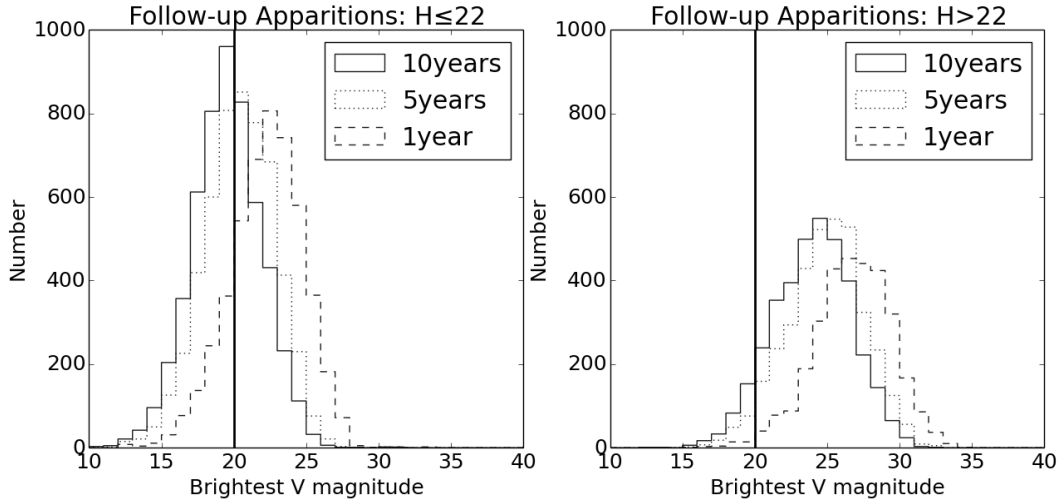 Follow-up Apparitions: H≤22
1000
800
600
400
200
0
Number
10years
5years
1year
10 15 20 25 30 35 40
Brightest V magnitude
Follow-up Apparitions: H>22
1000
800
600
400
200
0
Number
10years
5years
1year
10 15 20 25 30 35 40
Brightest V magnitude